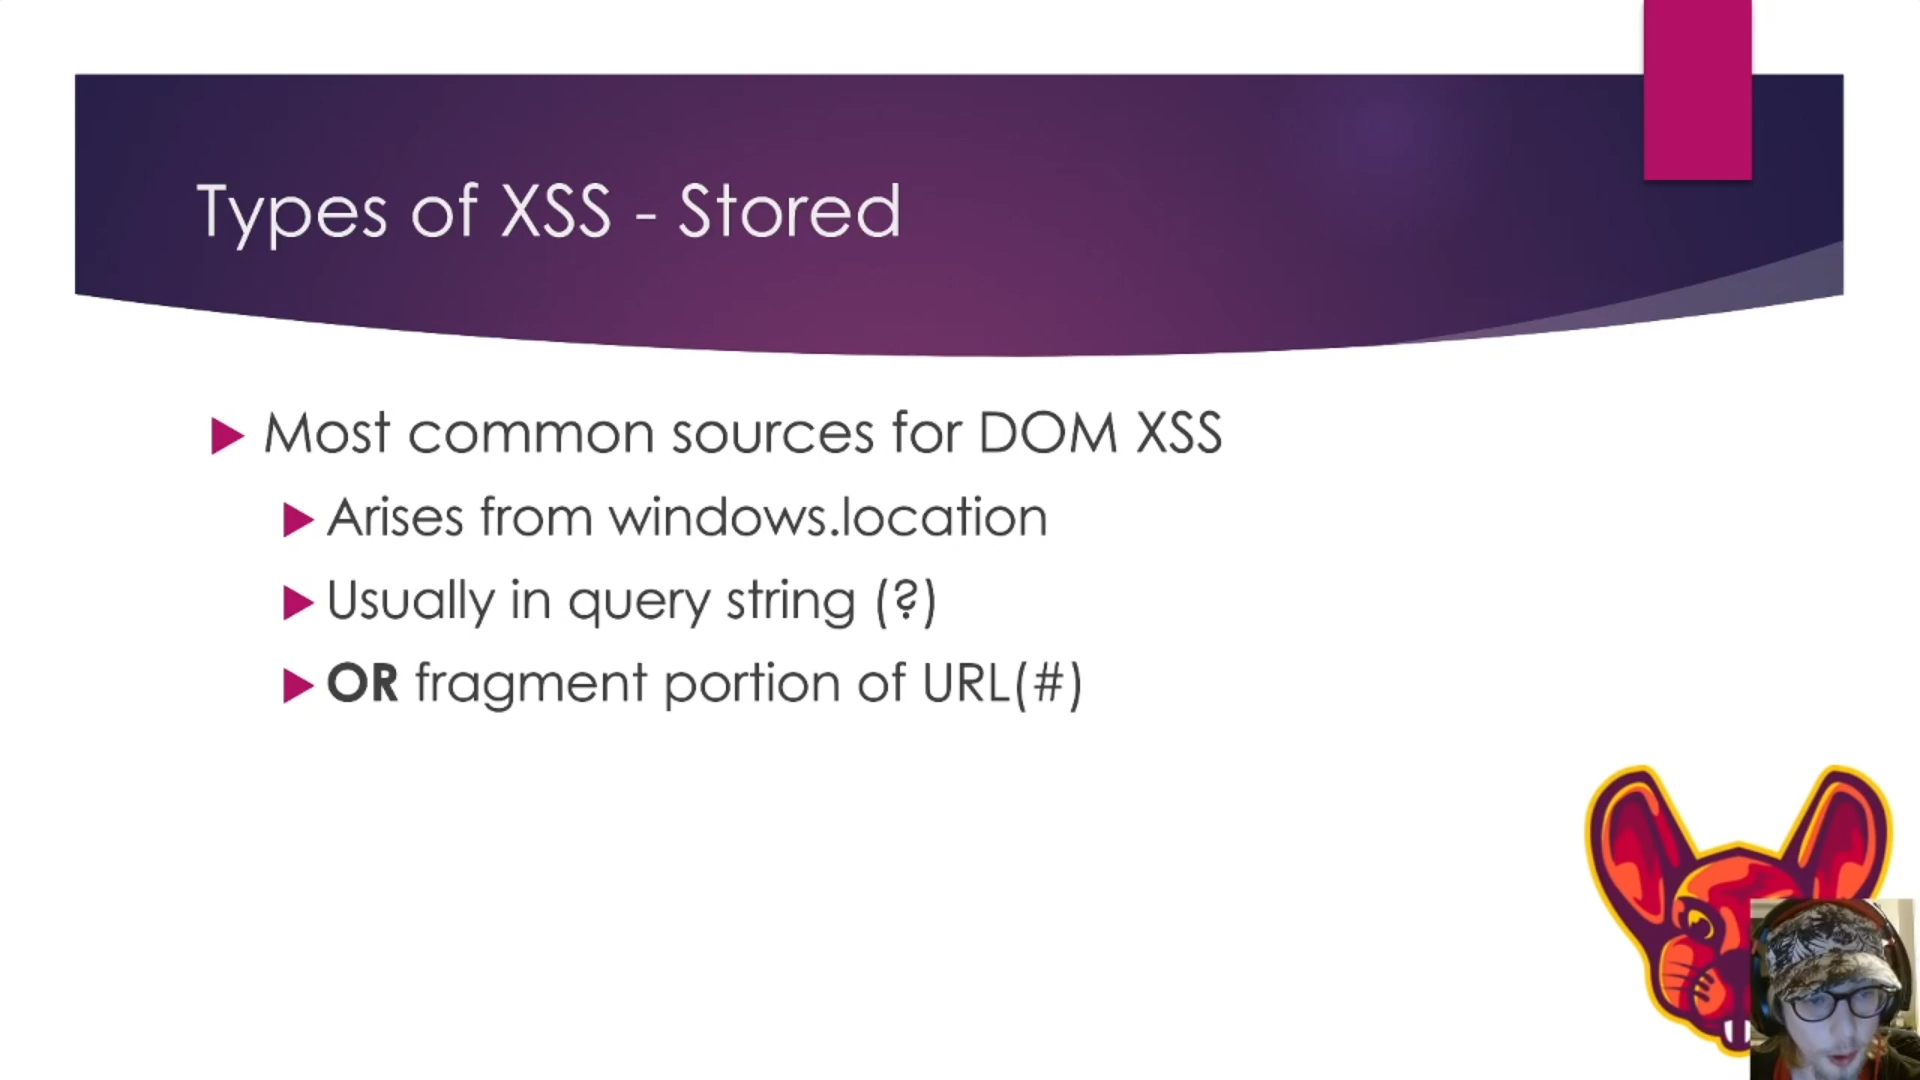 Types of XSS - Stored
Most common sources for DOM XSS
Arises from windows.location
Usually in query string (?)
OR fragment portion of URL(#)